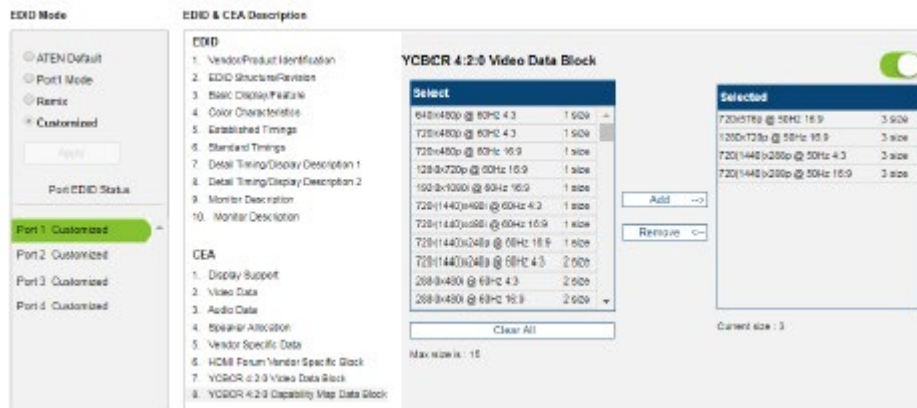 EDID Mode
EDID & CEA Description
ATEN Default
Port1 Mode
Remix
Customized
Apply
Port EDID Status
Port 1 Customized
Port 2 Customized
Port 3 Customized
Port 4 Customized
EDID
1. Vendor/Product Identification
2. EDID Structure/Revision
3. Basic Display/Feature
4. Color Characteristics
5. Established Timings
6. Standard Timings
7. Detail Timing/Display Description 1
8. Detail Timing/Display Description 2
9. Monitor Description
10. Monitor Description
CEA
1. Display Support
2. Video Data
3. Audio Data
4. Speaker Allocation
5. Vendor Specific Data
6. HDMI Forum Vendor Specific Block
7. YCBCR 4:2:0 Video Data Block
8. YCBCR 4:2:0 Capability Map Data Block
YCBCR 4:2:0 Video Data Block
Select
640x480p @ 60Hz 4:3 1 size
720x480p @ 60Hz 4:3 1 size
720x480p @ 60Hz 16:9 1 size
1280x720p @ 60Hz 16:9 1 size
1920x1080i @ 60Hz 16:9 1 size
720(1440)x480i @ 60Hz 4:3 1 size
720(1440)x480i @ 60Hz 16:9 1 size
720(1440)x240p @ 60Hz 16:9 1 size
720(1440)x240p @ 60Hz 4:3 2 size
2880x480i @ 60Hz 4:3 2 size
2880x480i @ 60Hz 16:9 2 size
Clear All
Max size is : 15
Add -->
Remove <--
Selected
720x576p @ 50Hz 16:9 3 size
1280x720p @ 50Hz 16:9 3 size
720(1440)x288p @ 50Hz 4:3 3 size
720(1440)x288p @ 50Hz 16:9 3 size
Current size : 3